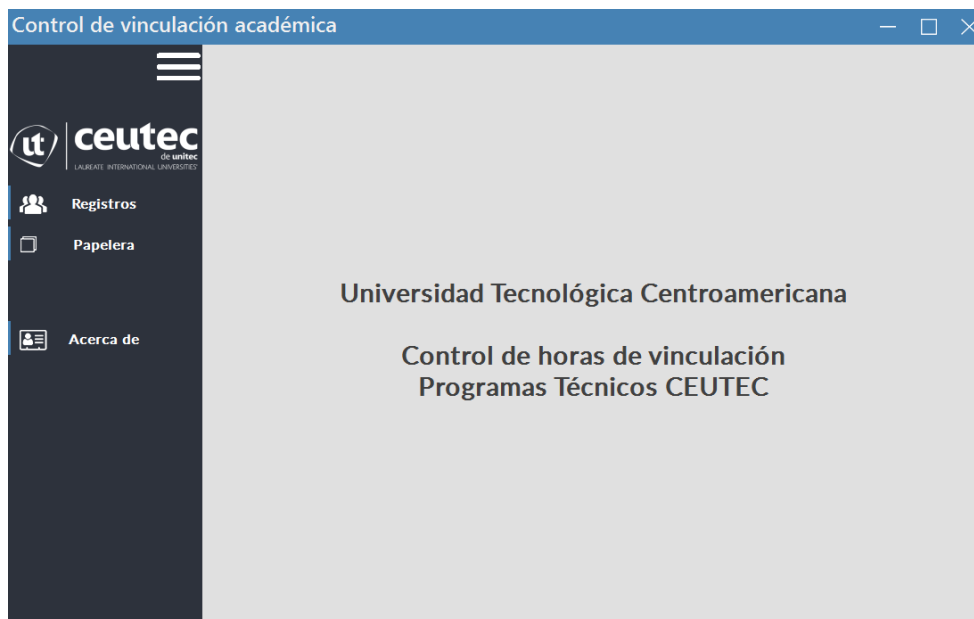 Control de vinculación académica
ut
ceutec
de unitec
LAUREATE INTERNATIONAL UNIVERSITIES
Registros
Papelera
Acerca de
Universidad Tecnológica Centroamericana
Control de horas de vinculación
Programas Técnicos CEUTEC